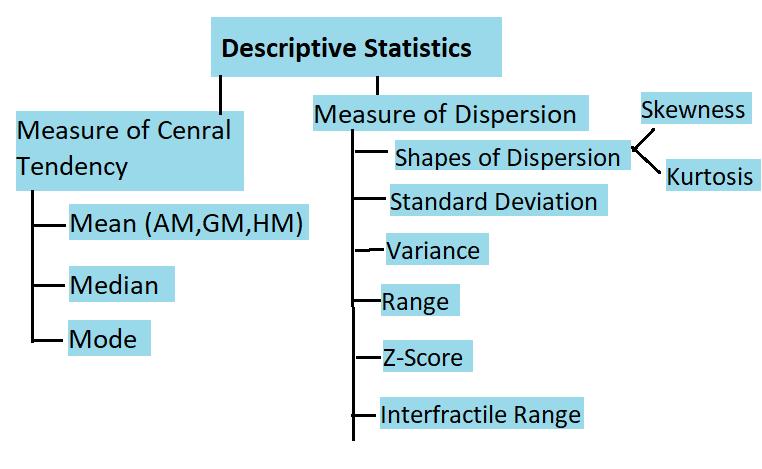 Descriptive Statistics
Measure of Cenral
Tendency
Mean (AM,GM,HM)
Median
Mode
Measure of Dispersion
Shapes of Dispersion
Skewness
Kurtosis
Standard Deviation
Variance
Range
Z-Score
Interfractile Range